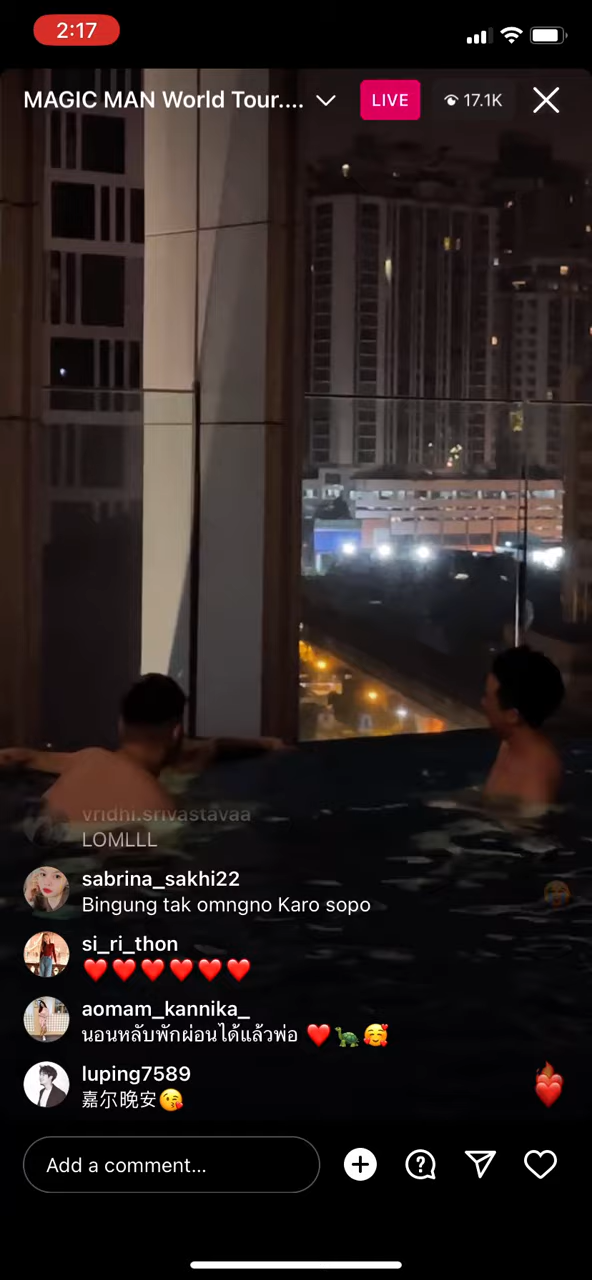 2:17
MAGIC MAN World Tour....
LIVE
17.1K
vridhi.srivastavaa
LOMLLL
sabrina_sakhi22
Bingung tak omngno Karo sopo
si_ri_thon
❤️❤️❤️❤️❤️❤️
aomam_kannika_
นอนหลับพักผ่อนได้แล้วพ่อ ❤️🐢🥰
luping7589
嘉尔晚安😘
Add a comment...